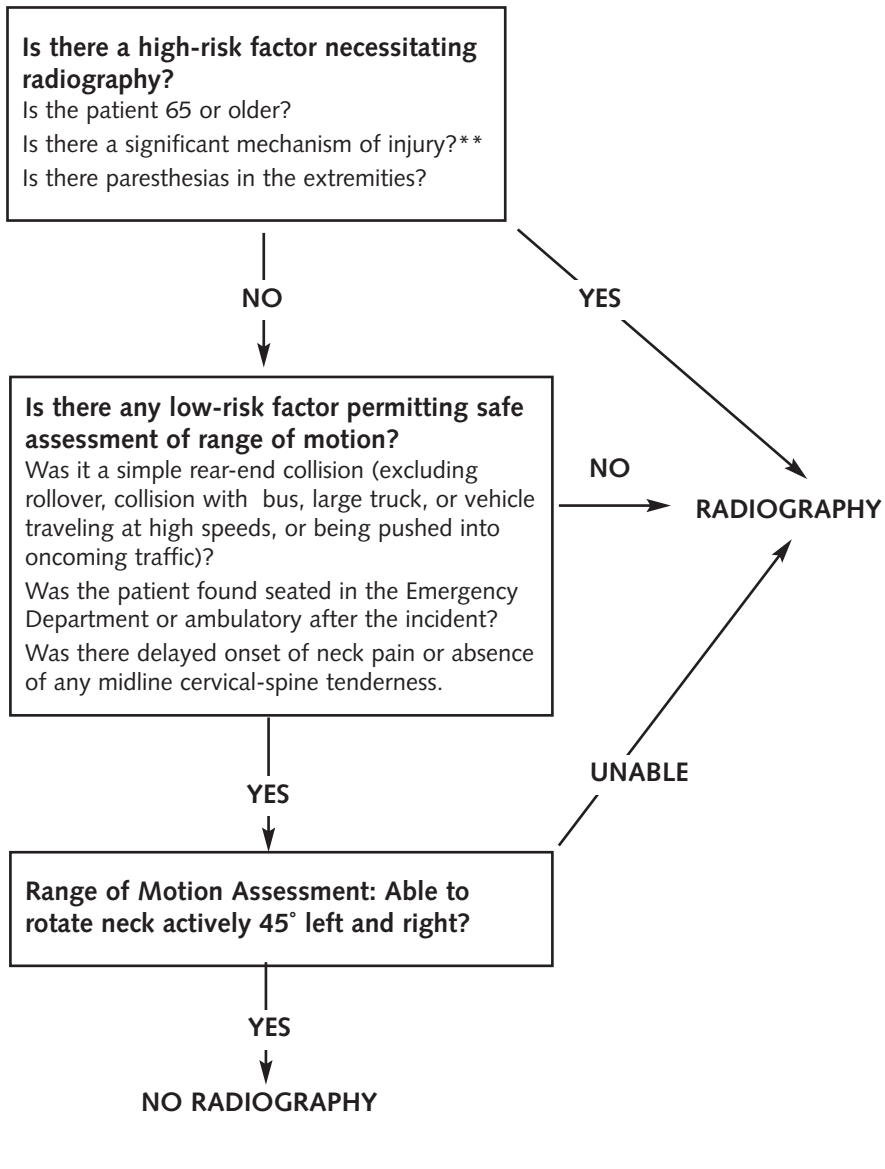 Is there a high-risk factor necessitating
radiography?
Is the patient 65 or older?
Is there a significant mechanism of injury?**
Is there paresthesias in the extremities?
NO
YES
Is there any low-risk factor permitting safe
assessment of range of motion?
Was it a simple rear-end collision (excluding
rollover, collision with bus, large truck, or vehicle
traveling at high speeds, or being pushed into
oncoming traffic)?
Was the patient found seated in the Emergency
Department or ambulatory after the incident?
Was there delayed onset of neck pain or absence
of any midline cervical-spine tenderness.
NO
RADIOGRAPHY
YES
UNABLE
Range of Motion Assessment: Able to
rotate neck actively 45° left and right?
YES
NO RADIOGRAPHY